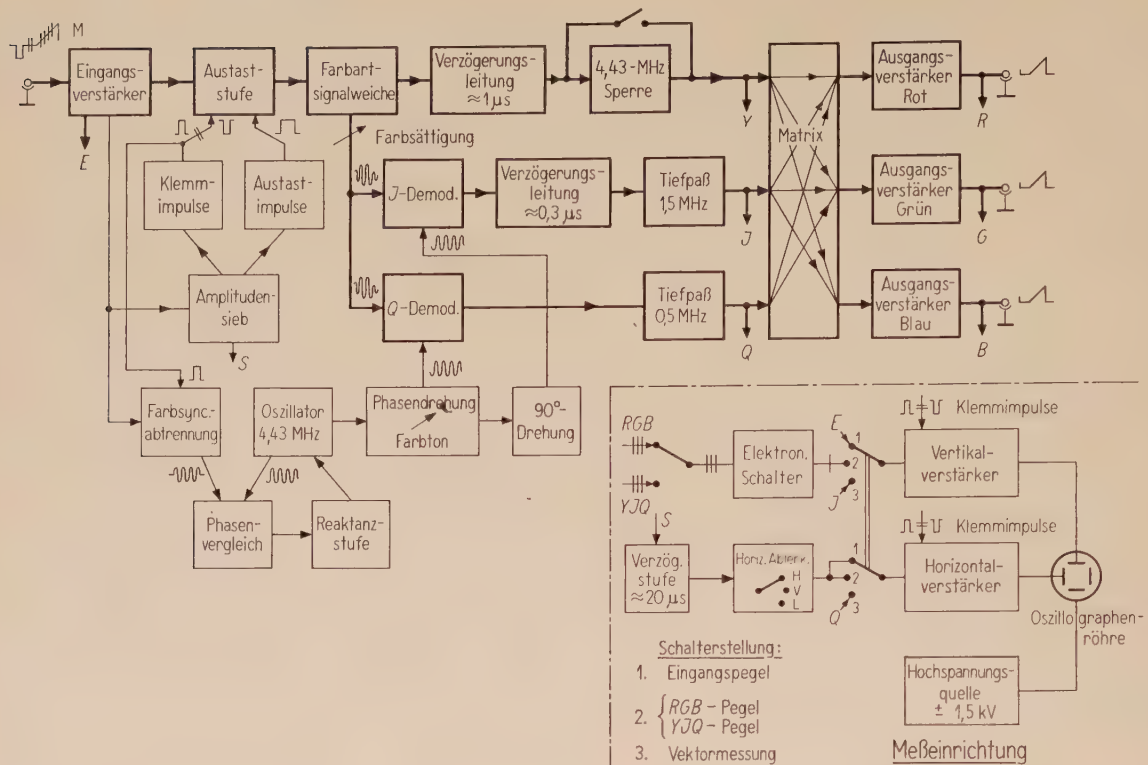 M
Eingangs-
verstärker
E
Austast-
stufe
Farbart-
signalweiche
Verzögerungs-
leitung
≈1 µs
4,43-MHz
Sperre
Y
Matrix
Ausgangs-
verstärker
Rot
R
Farbsättigung
Klemm-
impulse
Austast-
impulse
J-Demod.
Verzögerungs-
leitung
≈0,3 µs
Tiefpaß
1,5 MHz
J
Ausgangs-
verstärker
Grün
G
Amplituden-
sieb
S
Q-Demod.
Tiefpaß
0,5 MHz
Q
Ausgangs-
verstärker
Blau
B
Farbsync.-
abtrennung
Oszillator
4,43 MHz
Phasendrehung
Farbton
90°-
Drehung
Phasen-
vergleich
Reaktanz-
stufe
RGB
YJQ
Elektron.
Schalter
E
1
2
3
J
Klemmimpulse
Vertikal-
verstärker
S
Verzög.
stufe
≈20 µs
Horiz. Ablenk.
H
V
L
1
2
3
Q
Klemmimpulse
Horizontal-
verstärker
Oszillographen-
röhre
Hochspannungs-
quelle
± 1,5 kV
Schalterstellung:
1. Eingangspegel
2. { RGB – Pegel
YJQ – Pegel
3. Vektormessung
Meßeinrichtung